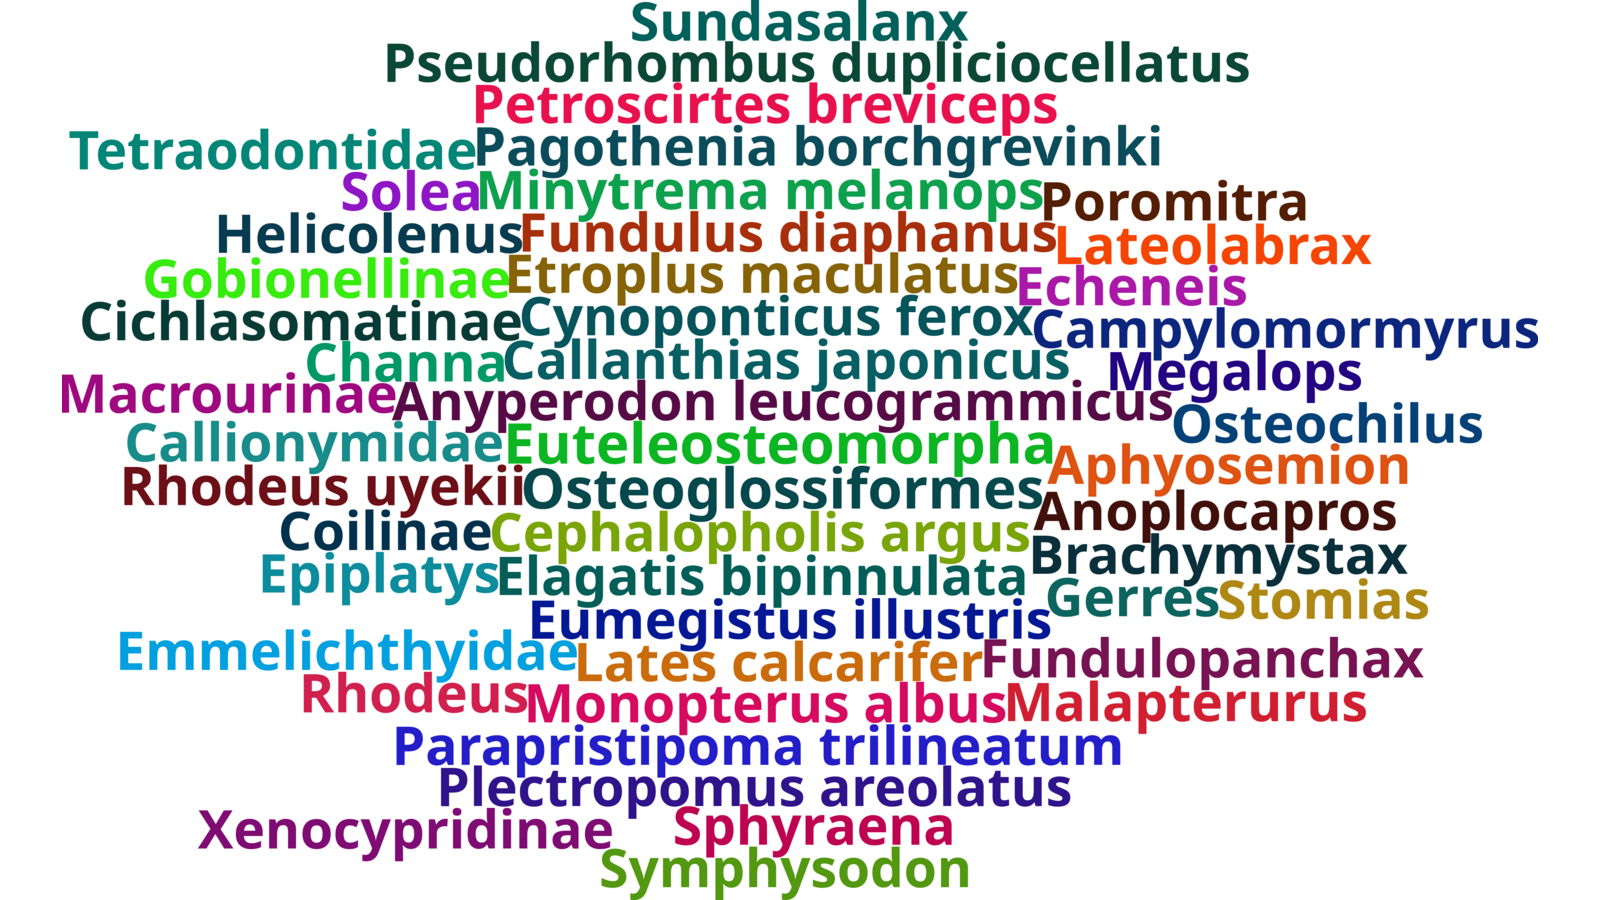 Sundasalanx
Pseudorhombus dupliciocellatus
Petroscirtes breviceps
Tetraodontidae Pagothenia borchgrevinki
Solea Minytrema melanops Poromitra
Helicolenus Fundulus diaphanus Lateolabrax
Gobionellinae Etroplus maculatus Echeneis
Cichlasomatinae Cynoponticus ferox Campylomormyrus
Channa Callanthias japonicus Megalops
Macrourinae Anyperodon leucogrammicus Osteochilus
Callionymidae Euteleosteomorpha Aphyosemion
Rhodeus uyekii Osteoglossiformes Anoplocapros
Coilinae Cephalopholis argus Brachymystax
Epiplatys Elagatis bipinnulata Gerres Stomias
Eumegistus illustris
Emmelichthyidae Lates calcarifer Fundulopanchax
Rhodeus Monopterus albus Malapterurus
Parapristipoma trilineatum
Plectropomus areolatus
Xenocypridinae Sphyraena
Symphysodon